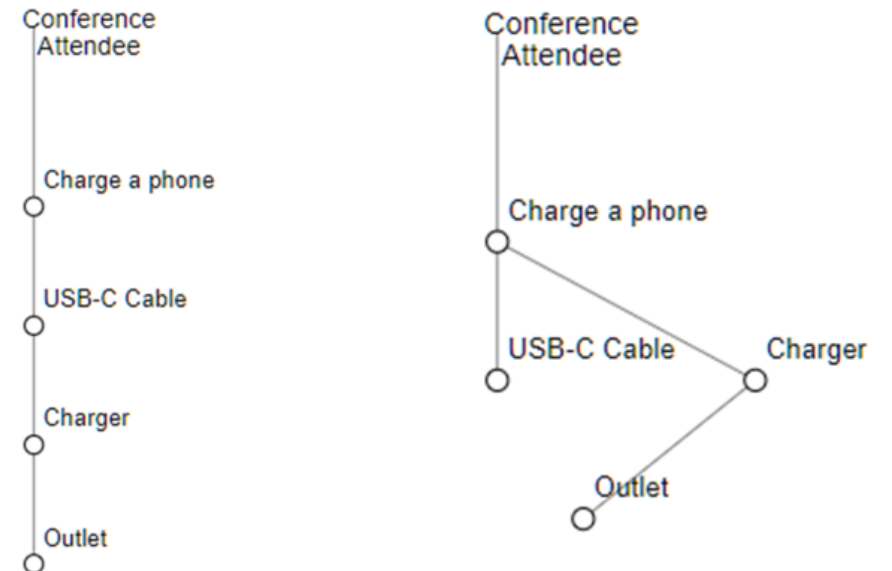 Conference
Attendee
Charge a phone
USB-C Cable
Charger
Outlet
Conference
Attendee
Charge a phone
USB-C Cable
Charger
Outlet